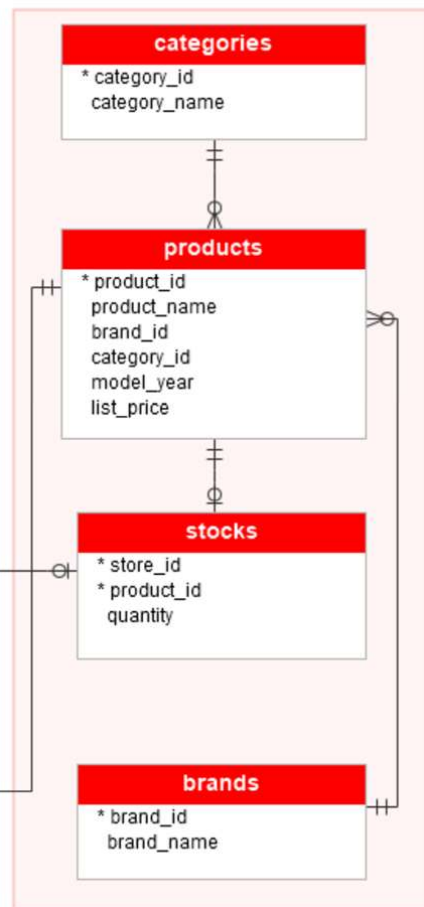 categories
* category_id
category_name
products
* product_id
product_name
brand_id
category_id
model_year
list_price
stocks
* store_id
* product_id
quantity
brands
* brand_id
brand_name